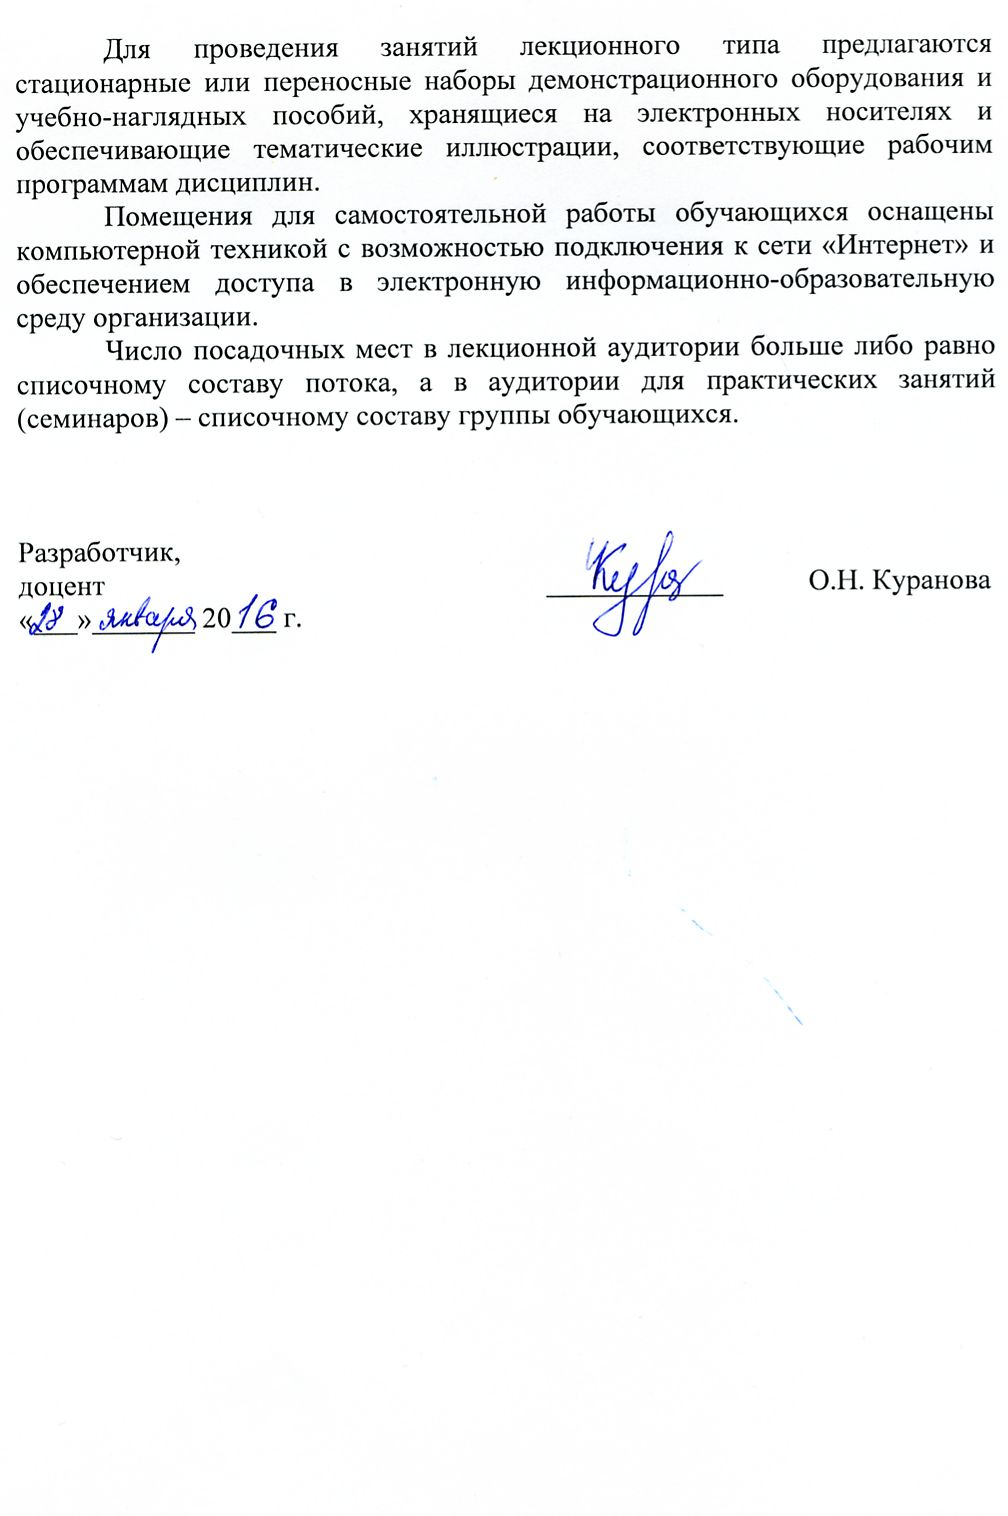 Для проведения занятий лекционного типа предлагаются
стационарные или переносные наборы демонстрационного оборудования и
учебно-наглядных пособий, хранящиеся на электронных носителях и
обеспечивающие тематические иллюстрации, соответствующие рабочим
программам дисциплин.
Помещения для самостоятельной работы обучающихся оснащены
компьютерной техникой с возможностью подключения к сети «Интернет» и
обеспечением доступа в электронную информационно-образовательную
среду организации.
Число посадочных мест в лекционной аудитории больше либо равно
списочному составу потока, а в аудитории для практических занятий
(семинаров) – списочному составу группы обучающихся.
Разработчик,
доцент
О.Н. Куранова
«28» января 2016 г.